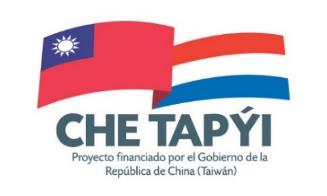 CHE TAPÝI
Proyecto financiado por el Gobierno de la
República de China (Taiwán)